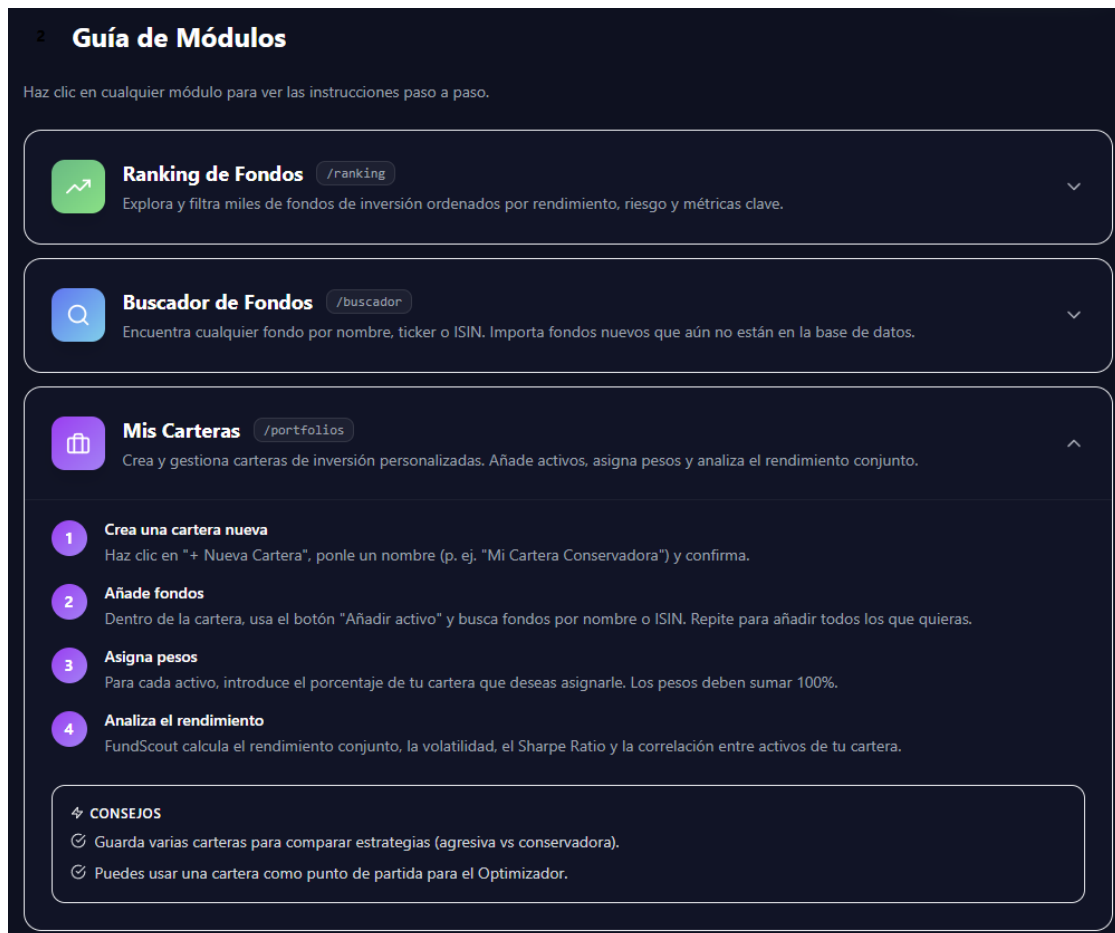 2 Guía de Módulos
Haz clic en cualquier módulo para ver las instrucciones paso a paso.
Ranking de Fondos /ranking
Explora y filtra miles de fondos de inversión ordenados por rendimiento, riesgo y métricas clave.
Buscador de Fondos /buscador
Encuentra cualquier fondo por nombre, ticker o ISIN. Importa fondos nuevos que aún no están en la base de datos.
Mis Carteras /portfolios
Crea y gestiona carteras de inversión personalizadas. Añade activos, asigna pesos y analiza el rendimiento conjunto.
1 Crea una cartera nueva
Haz clic en "+ Nueva Cartera", ponle un nombre (p. ej. "Mi Cartera Conservadora") y confirma.
2 Añade fondos
Dentro de la cartera, usa el botón "Añadir activo" y busca fondos por nombre o ISIN. Repite para añadir todos los que quieras.
3 Asigna pesos
Para cada activo, introduce el porcentaje de tu cartera que deseas asignarle. Los pesos deben sumar 100%.
4 Analiza el rendimiento
FundScout calcula el rendimiento conjunto, la volatilidad, el Sharpe Ratio y la correlación entre activos de tu cartera.
CONSEJOS
Guarda varias carteras para comparar estrategias (agresiva vs conservadora).
Puedes usar una cartera como punto de partida para el Optimizador.